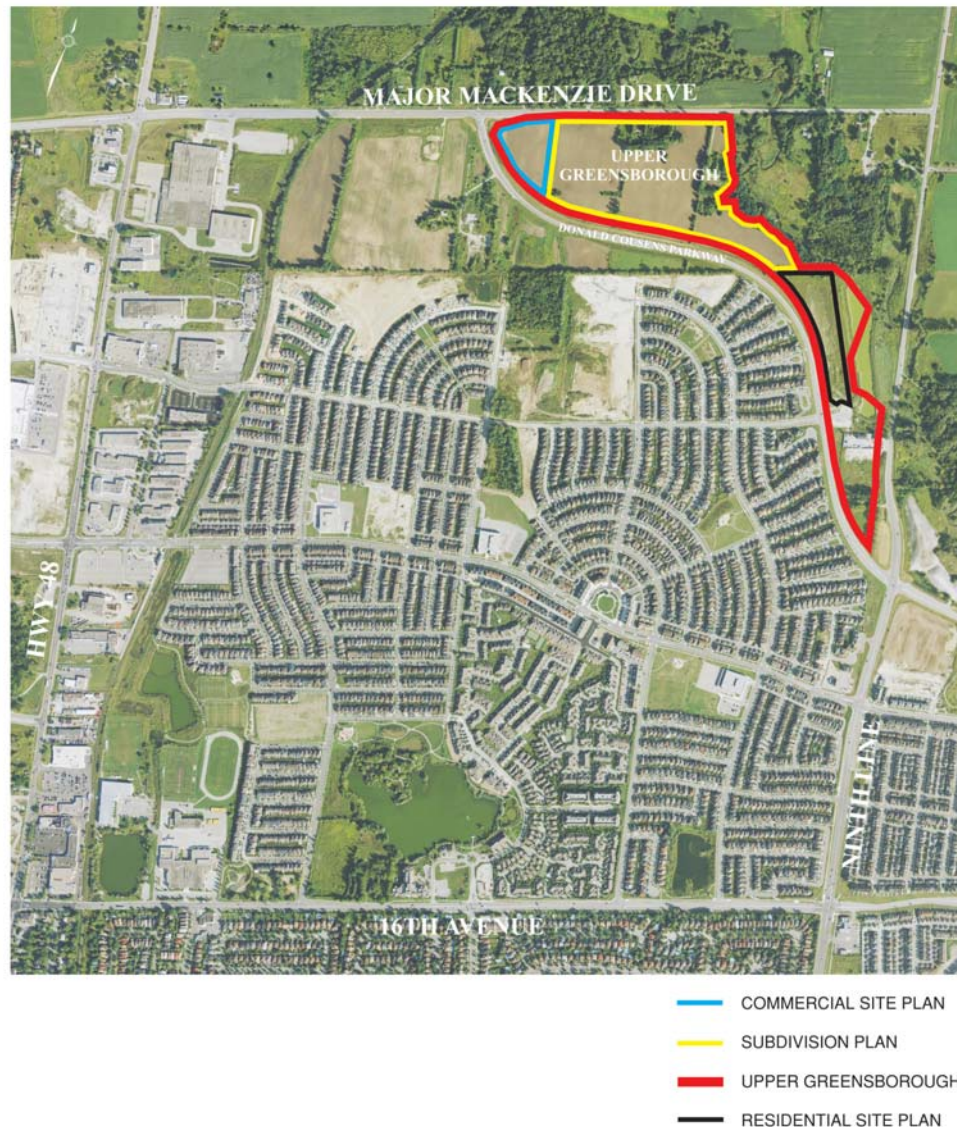 MAJOR MACKENZIE DRIVE
UPPER
GREENSBOROUGH
DONALD COUSENS PARKWAY
HWY 48
NINTH LINE
16TH AVENUE
COMMERCIAL SITE PLAN
SUBDIVISION PLAN
UPPER GREENSBOROUGH
RESIDENTIAL SITE PLAN